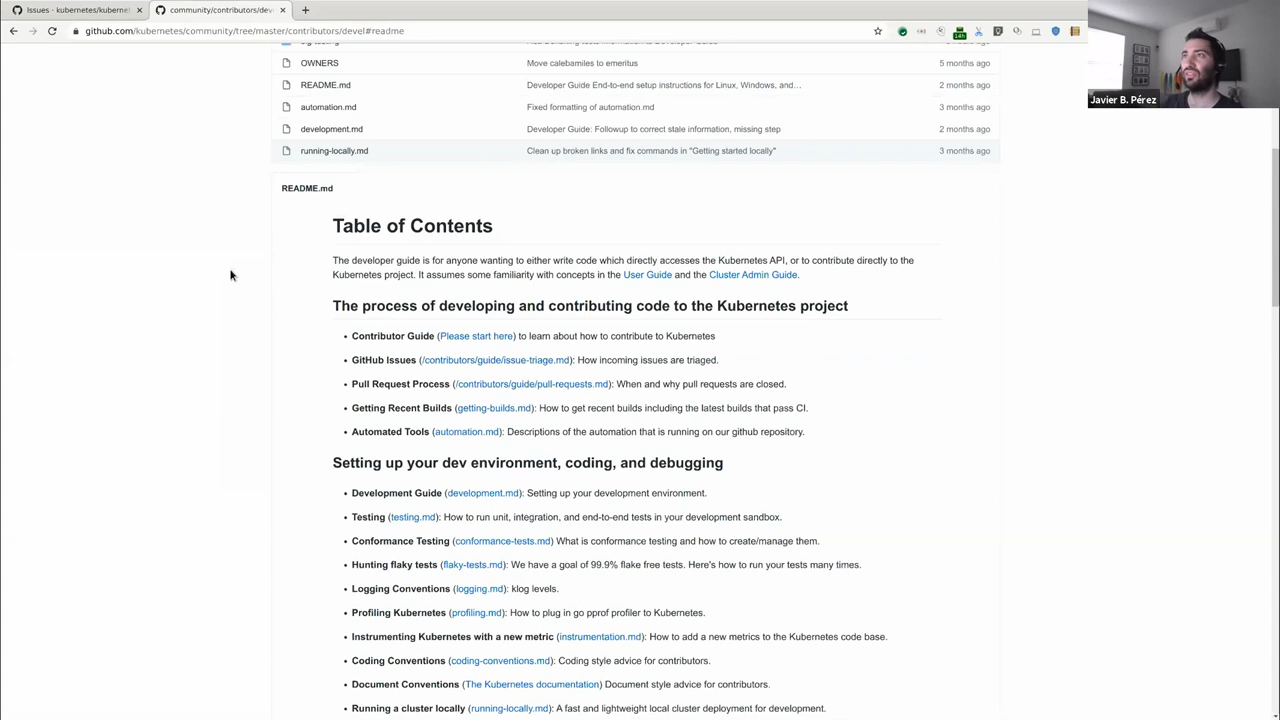 Issues - kubernetes/kubernet
community/contributors/dev
github.com/kubernetes/community/tree/master/contributors/devel#readme
14h
Javier B. Pérez
OWNERS
Move calebamiles to emeritus
5 months ago
README.md
Developer Guide End-to-end setup instructions for Linux, Windows, and…
2 months ago
automation.md
Fixed formatting of automation.md
3 months ago
development.md
Developer Guide: Followup to correct stale information, missing step
2 months ago
running-locally.md
Clean up broken links and fix commands in "Getting started locally"
3 months ago
README.md
Table of Contents
The developer guide is for anyone wanting to either write code which directly accesses the Kubernetes API, or to contribute directly to the
Kubernetes project. It assumes some familiarity with concepts in the User Guide and the Cluster Admin Guide.
The process of developing and contributing code to the Kubernetes project
• Contributor Guide (Please start here) to learn about how to contribute to Kubernetes
• GitHub Issues (/contributors/guide/issue-triage.md): How incoming issues are triaged.
• Pull Request Process (/contributors/guide/pull-requests.md): When and why pull requests are closed.
• Getting Recent Builds (getting-builds.md): How to get recent builds including the latest builds that pass CI.
• Automated Tools (automation.md): Descriptions of the automation that is running on our github repository.
Setting up your dev environment, coding, and debugging
• Development Guide (development.md): Setting up your development environment.
• Testing (testing.md): How to run unit, integration, and end-to-end tests in your development sandbox.
• Conformance Testing (conformance-tests.md) What is conformance testing and how to create/manage them.
• Hunting flaky tests (flaky-tests.md): We have a goal of 99.9% flake free tests. Here's how to run your tests many times.
• Logging Conventions (logging.md): klog levels.
• Profiling Kubernetes (profiling.md): How to plug in go pprof profiler to Kubernetes.
• Instrumenting Kubernetes with a new metric (instrumentation.md): How to add a new metrics to the Kubernetes code base.
• Coding Conventions (coding-conventions.md): Coding style advice for contributors.
• Document Conventions (The Kubernetes documentation) Document style advice for contributors.
• Running a cluster locally (running-locally.md): A fast and lightweight local cluster deployment for development.